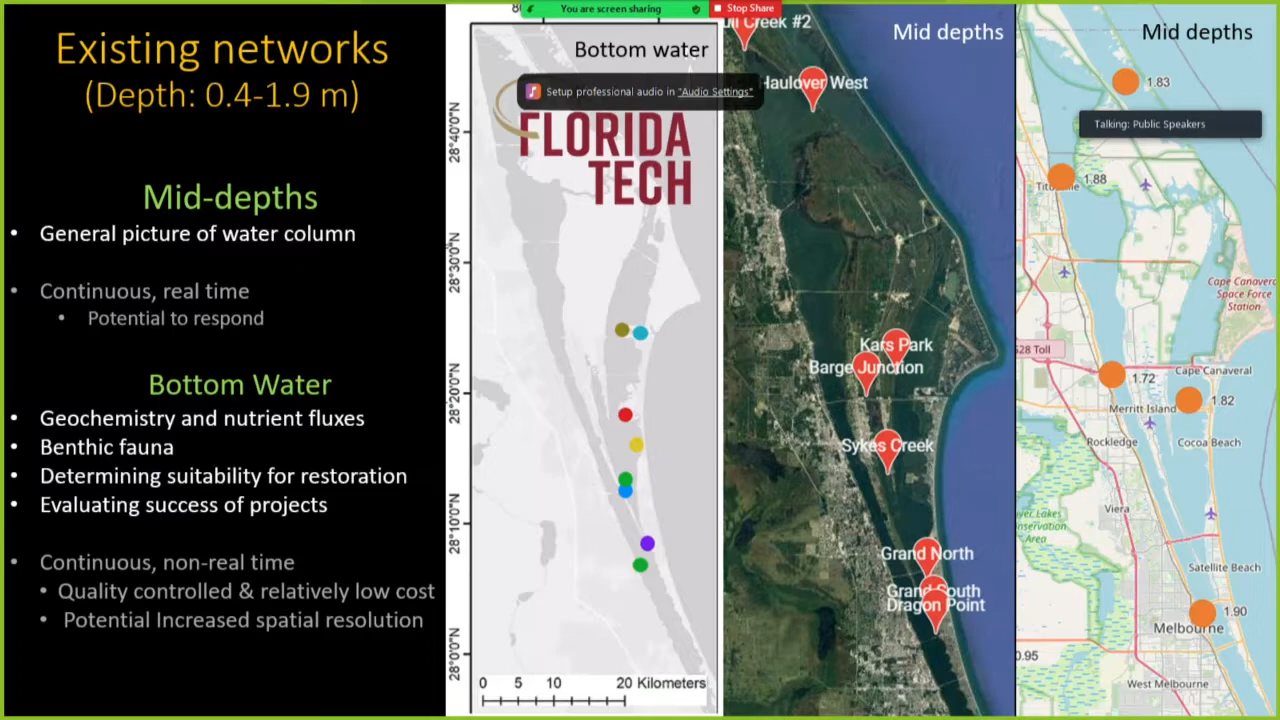 Existing networks
(Depth: 0.4-1.9 m)
Mid-depths
• General picture of water column
• Continuous, real time
• Potential to respond
Bottom Water
• Geochemistry and nutrient fluxes
• Benthic fauna
• Determining suitability for restoration
• Evaluating success of projects
• Continuous, non-real time
• Quality controlled & relatively low cost
• Potential Increased spatial resolution
You are screen sharing
Stop Share
Bottom water
Setup professional audio in "Audio Settings"
FLORIDA
TECH
28°40'0"N
28°30'0"N
28°20'0"N
28°10'0"N
28°0'0"N
0 5 10 20 Kilometers
Mid depths
Creek #2
Haulover West
Kars Park
Barge Junction
Sykes Creek
Grand North
Grand South
Dragon Point
Mid depths
1.83
Talking: Public Speakers
1.88
Cape Canaveral
Space Force
Station
528 Toll
Cape Canaveral
1.72
1.82
Merritt Island
Rockledge
Cocoa Beach
Viera
Satellite Beach
1.90
Melbourne
0.95
West Melbourne